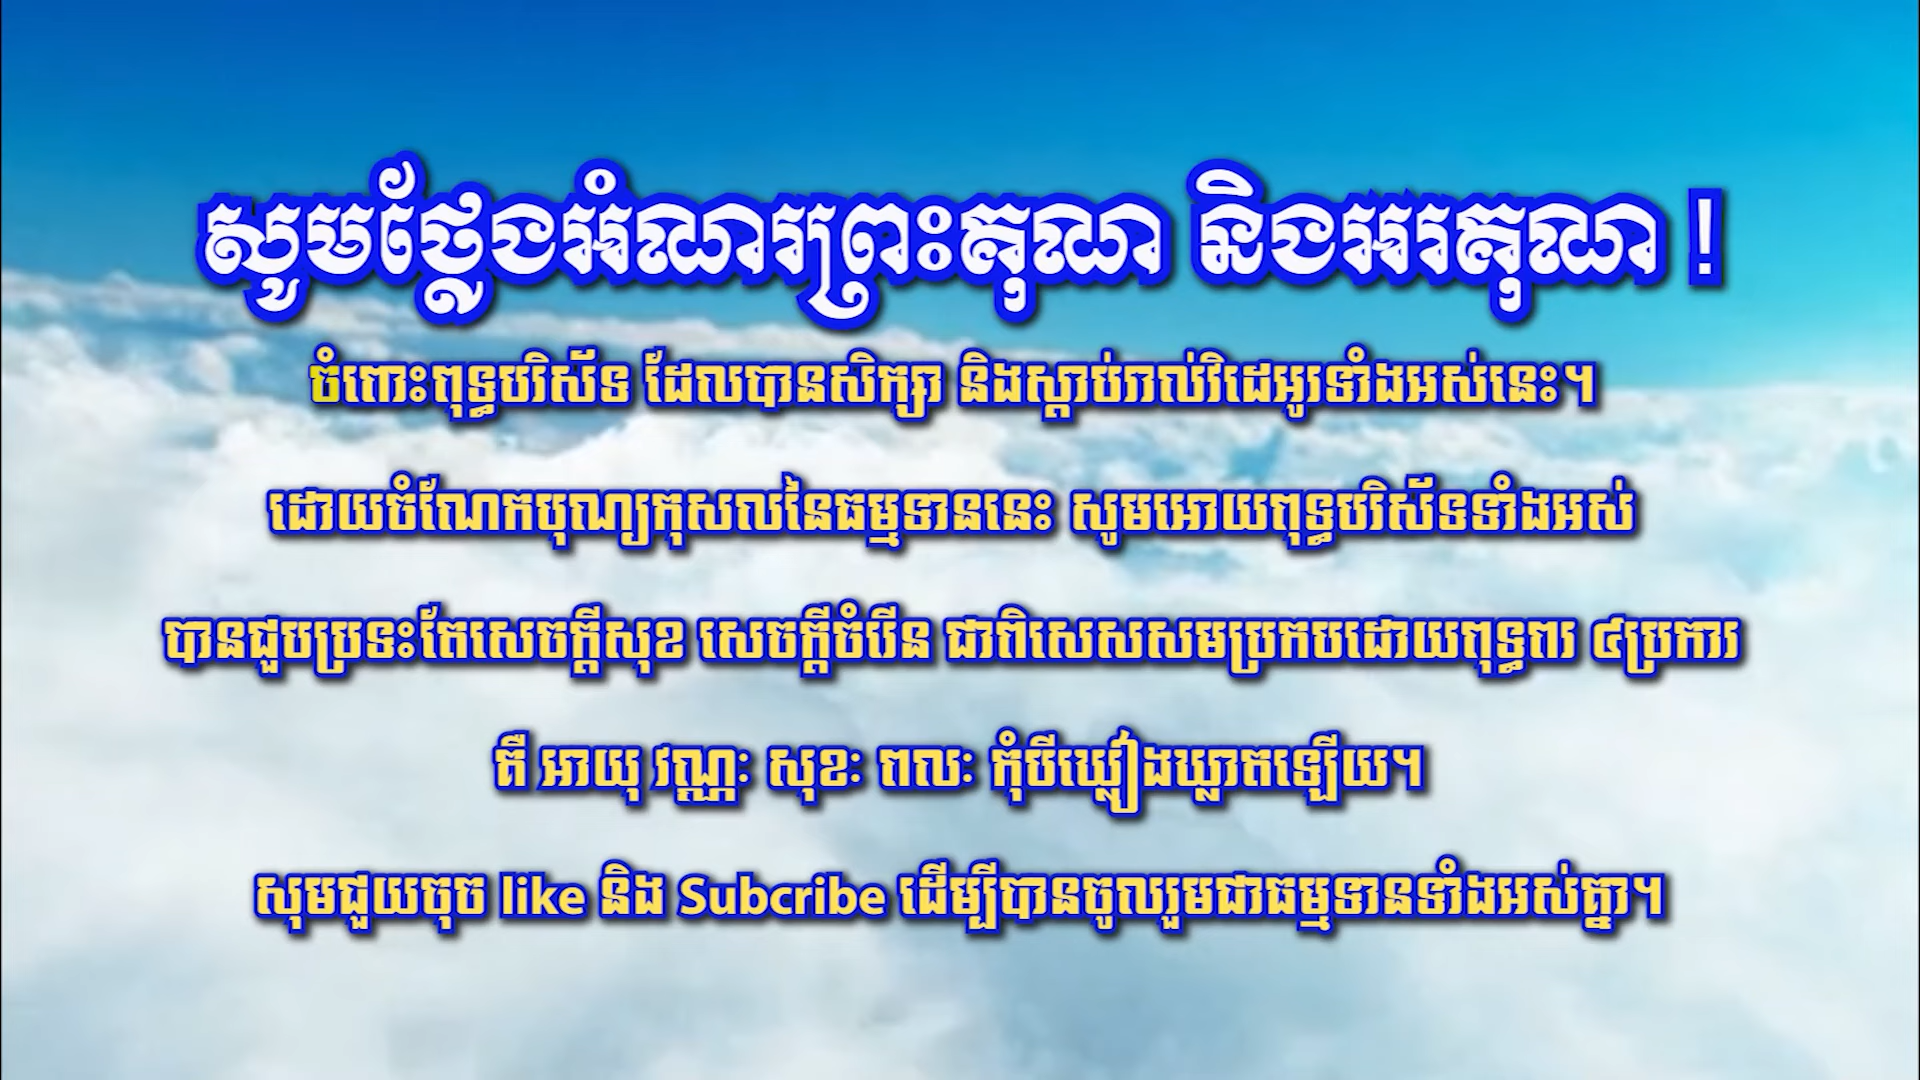 សូមថ្លែងអំណរព្រះគុណ និងអរគុណ !
ចំពោះពុទ្ធបរិស័ទ ដែលបានសិក្សា និងស្តាប់រាល់វិដេអូរទាំងអស់នេះ។
ដោយចំណែកបុណ្យកុសលនៃធម្មទាននេះ សូមអោយពុទ្ធបរិស័ទទាំងអស់
បានជួបប្រទះតែសេចក្តីសុខ សេចក្តីចំរើន ជាពិសេសសមប្រកបដោយពុទ្ធពរ ៤ប្រការ
គឺ អាយុ វណ្ណៈ សុខៈ ពលៈ កុំបីឃ្លៀងឃ្លាតឡើយ។
សុមជួយចុច like និង Subcribe ដើម្បីបានចូលរួមជាធម្មទានទាំងអស់គ្នា។